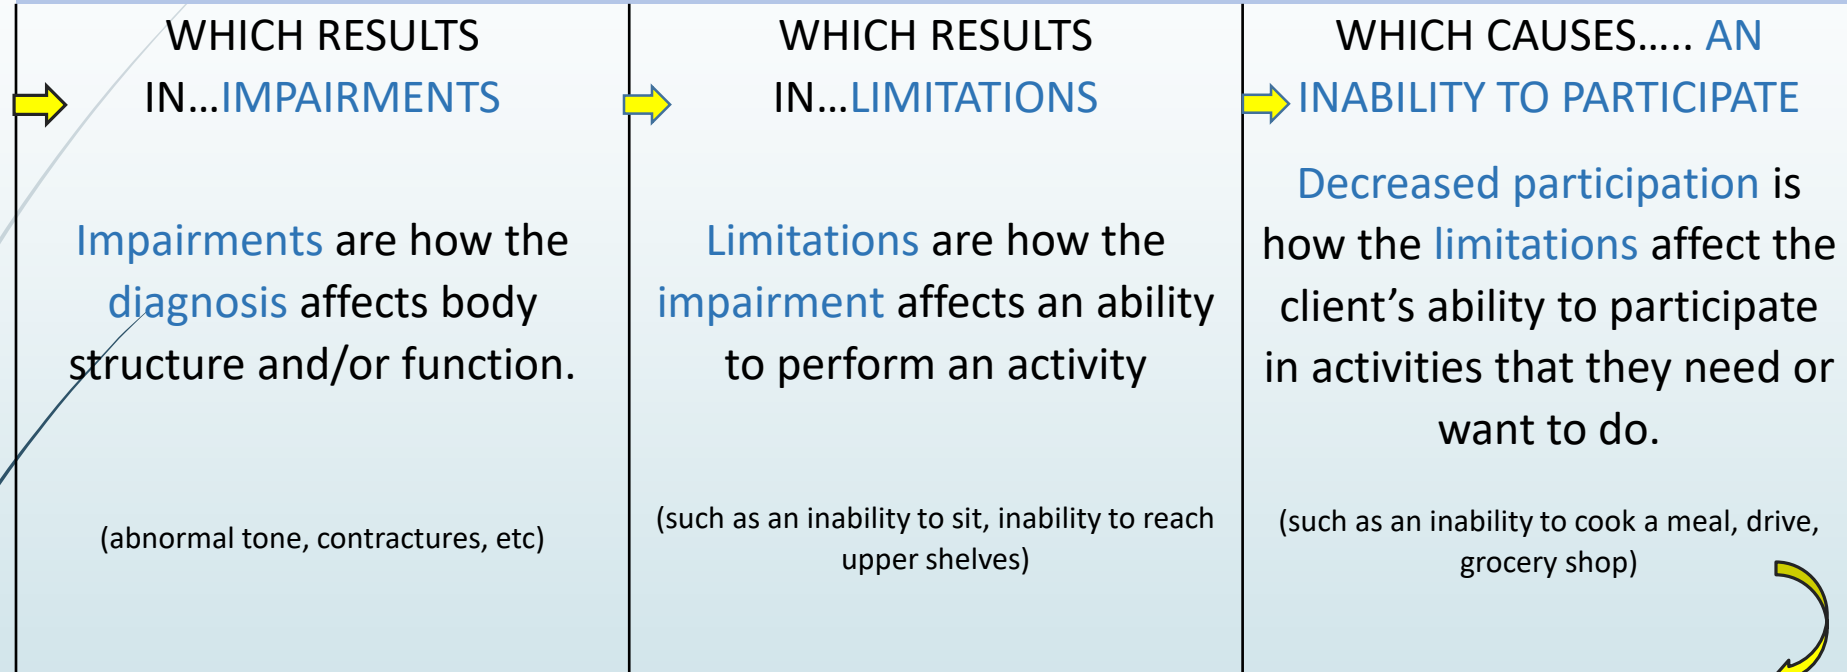 WHICH RESULTS
IN…IMPAIRMENTS
Impairments are how the
diagnosis affects body
structure and/or function.
(abnormal tone, contractures, etc)
WHICH RESULTS
IN…LIMITATIONS
Limitations are how the
impairment affects an ability
to perform an activity
(such as an inability to sit, inability to reach
upper shelves)
WHICH CAUSES….. AN
INABILITY TO PARTICIPATE
Decreased participation is
how the limitations affect the
client’s ability to participate
in activities that they need or
want to do.
(such as an inability to cook a meal, drive,
grocery shop)